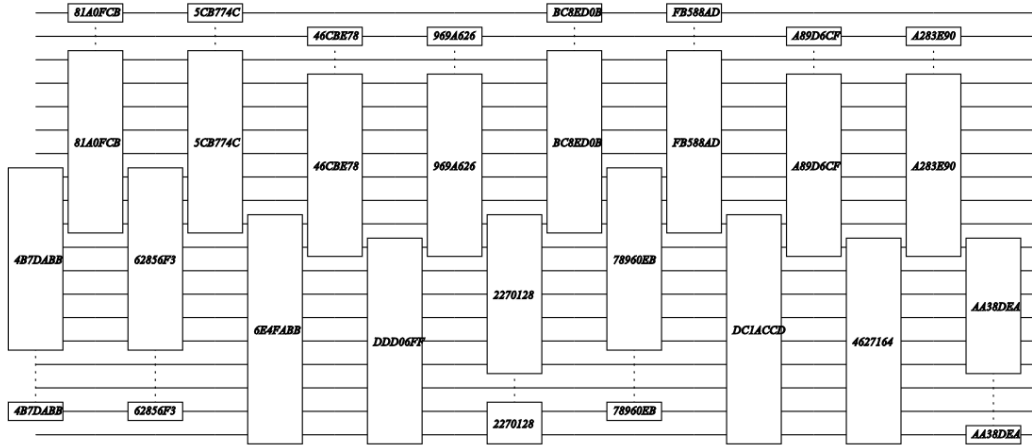 81A0FCB 5CB774C BC8ED0B FB588AD
46CBE78 969A626 A89D6CF A283E90
81A0FCB 5CB774C BC8ED0B FB588AD
46CBE78 969A626 A89D6CF A283E90
4B7DABB 62856F3 78960EB
2270128 AA38DEA
6E4FABB DC1ACCD
DDD06FF 4627164
4B7DABB 62856F3 78960EB
2270128
AA38DEA